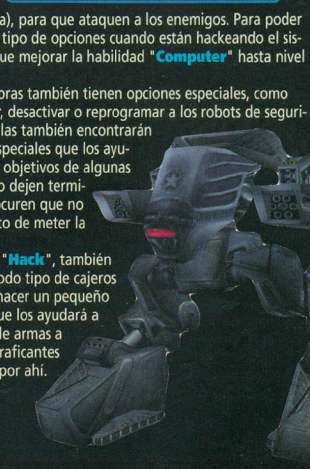 a), para que ataquen a los enemigos. Para poder
tipo de opciones cuando están hackeando el sis-
ue mejorar la habilidad "Computer" hasta nivel
oras también tienen opciones especiales, como
r, desactivar o reprogramar a los robots de seguri-
las también encontrarán
speciales que los ayu-
objetivos de algunas
o dejen termi-
ocuren que no
to de meter la
"Hack", también
odo tipo de cajeros
hacer un pequeño
ue los ayudará a
de armas a
raficantes
por ahí.